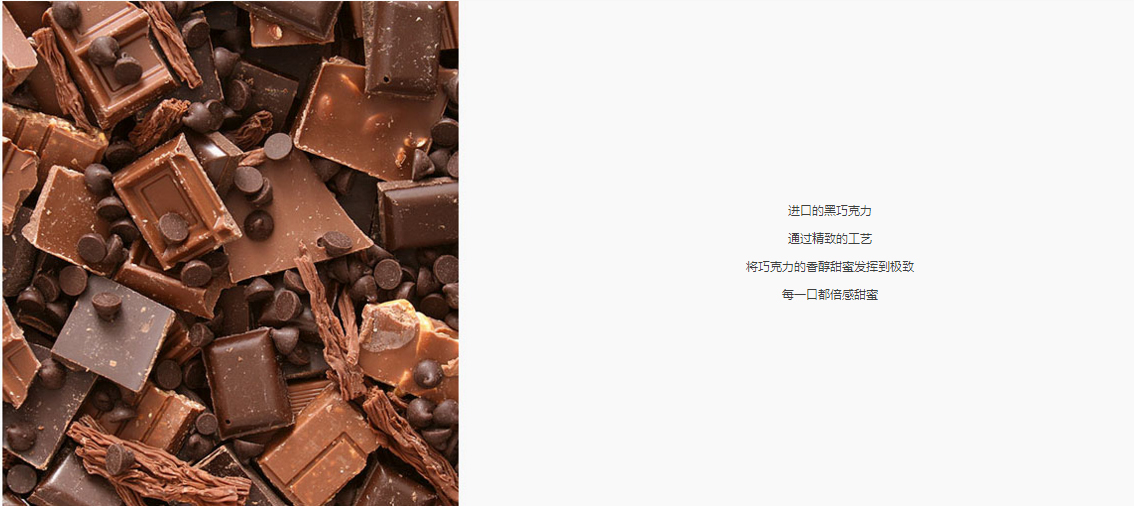 进口的黑巧克力
通过精致的工艺
将巧克力的香醇甜蜜发挥到极致
每一口都倍感甜蜜